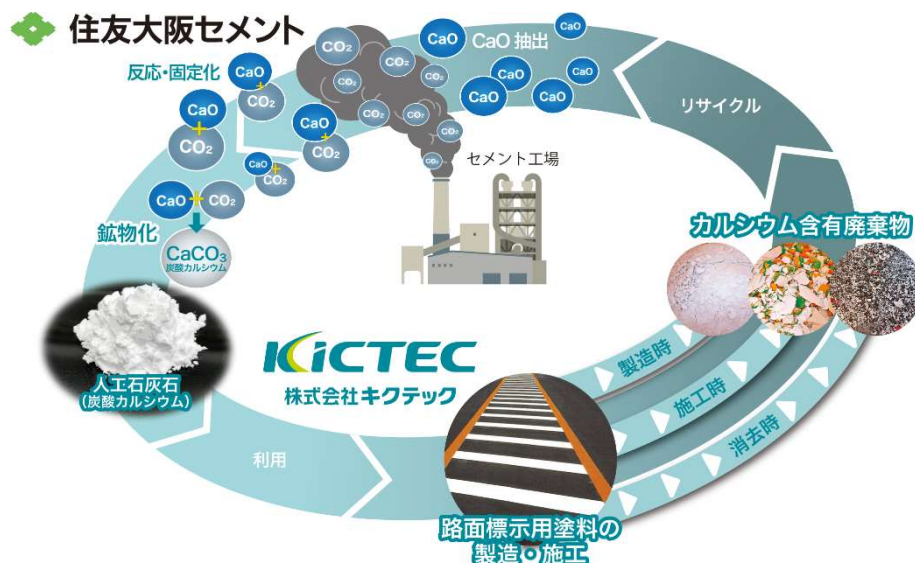 住友大阪セメント
反応・固定化
CaO
CO₂
CaO
CO₂
CaO
CO₂
CaO
CO₂
CaO
CO₂
CO₂
CO₂
CO₂
CO₂
CO₂
CO₂
CO₂
CO₂
CaO
CaO 抽出
CaO
CaO
CaO
CaO
CaO
リサイクル
セメント工場
鉱物化
CaCO₃
炭酸カルシウム
カルシウム含有廃棄物
人工石灰石
(炭酸カルシウム)
KiCTEC
株式会社キクテック
製造時
施工時
消去時
利用
路面標示用塗料の
製造・施工